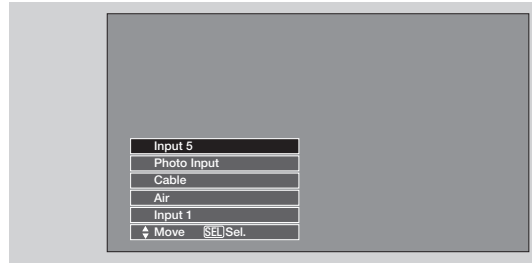 Input 5
Photo Input
Cable
Air
Input 1
Move SEL Sel.